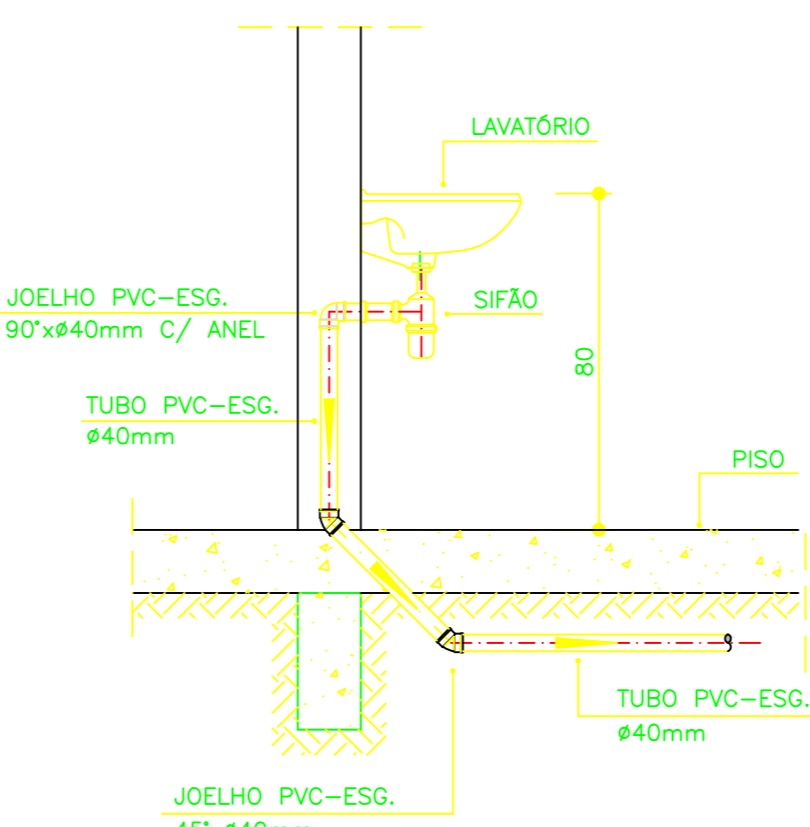 LAVATÓRIO
JOELHO PVC-ESG.
90°xø40mm C/ ANEL
SIFÃO
80
TUBO PVC-ESG.
ø40mm
PISO
TUBO PVC-ESG.
ø40mm
JOELHO PVC-ESG.